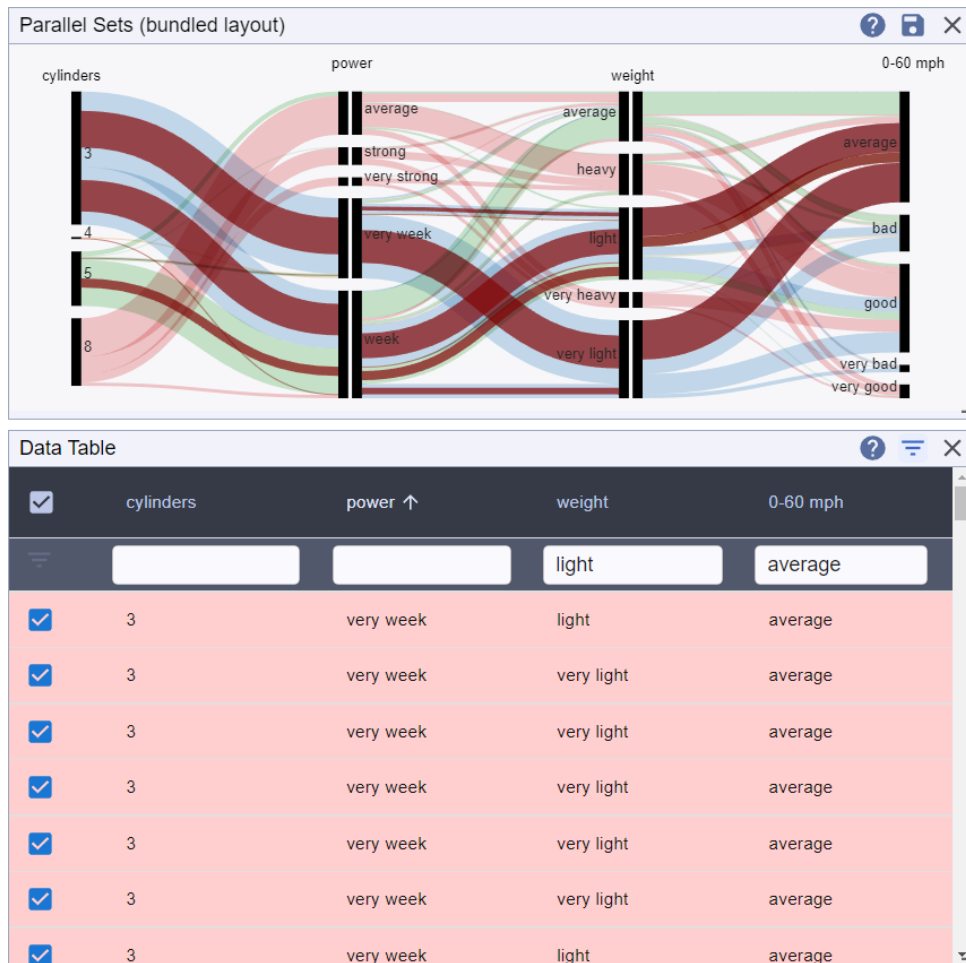 Parallel Sets (bundled layout)
cylinders power weight 0-60 mph
3
4
5
8
average
strong
very strong
very week
week
average
heavy
light
very heavy
very light
average
bad
good
very bad
very good
Data Table
cylinders power weight 0-60 mph
light average
3 very week light average
3 very week very light average
3 very week very light average
3 very week very light average
3 very week very light average
3 very week very light average
3 very week light average